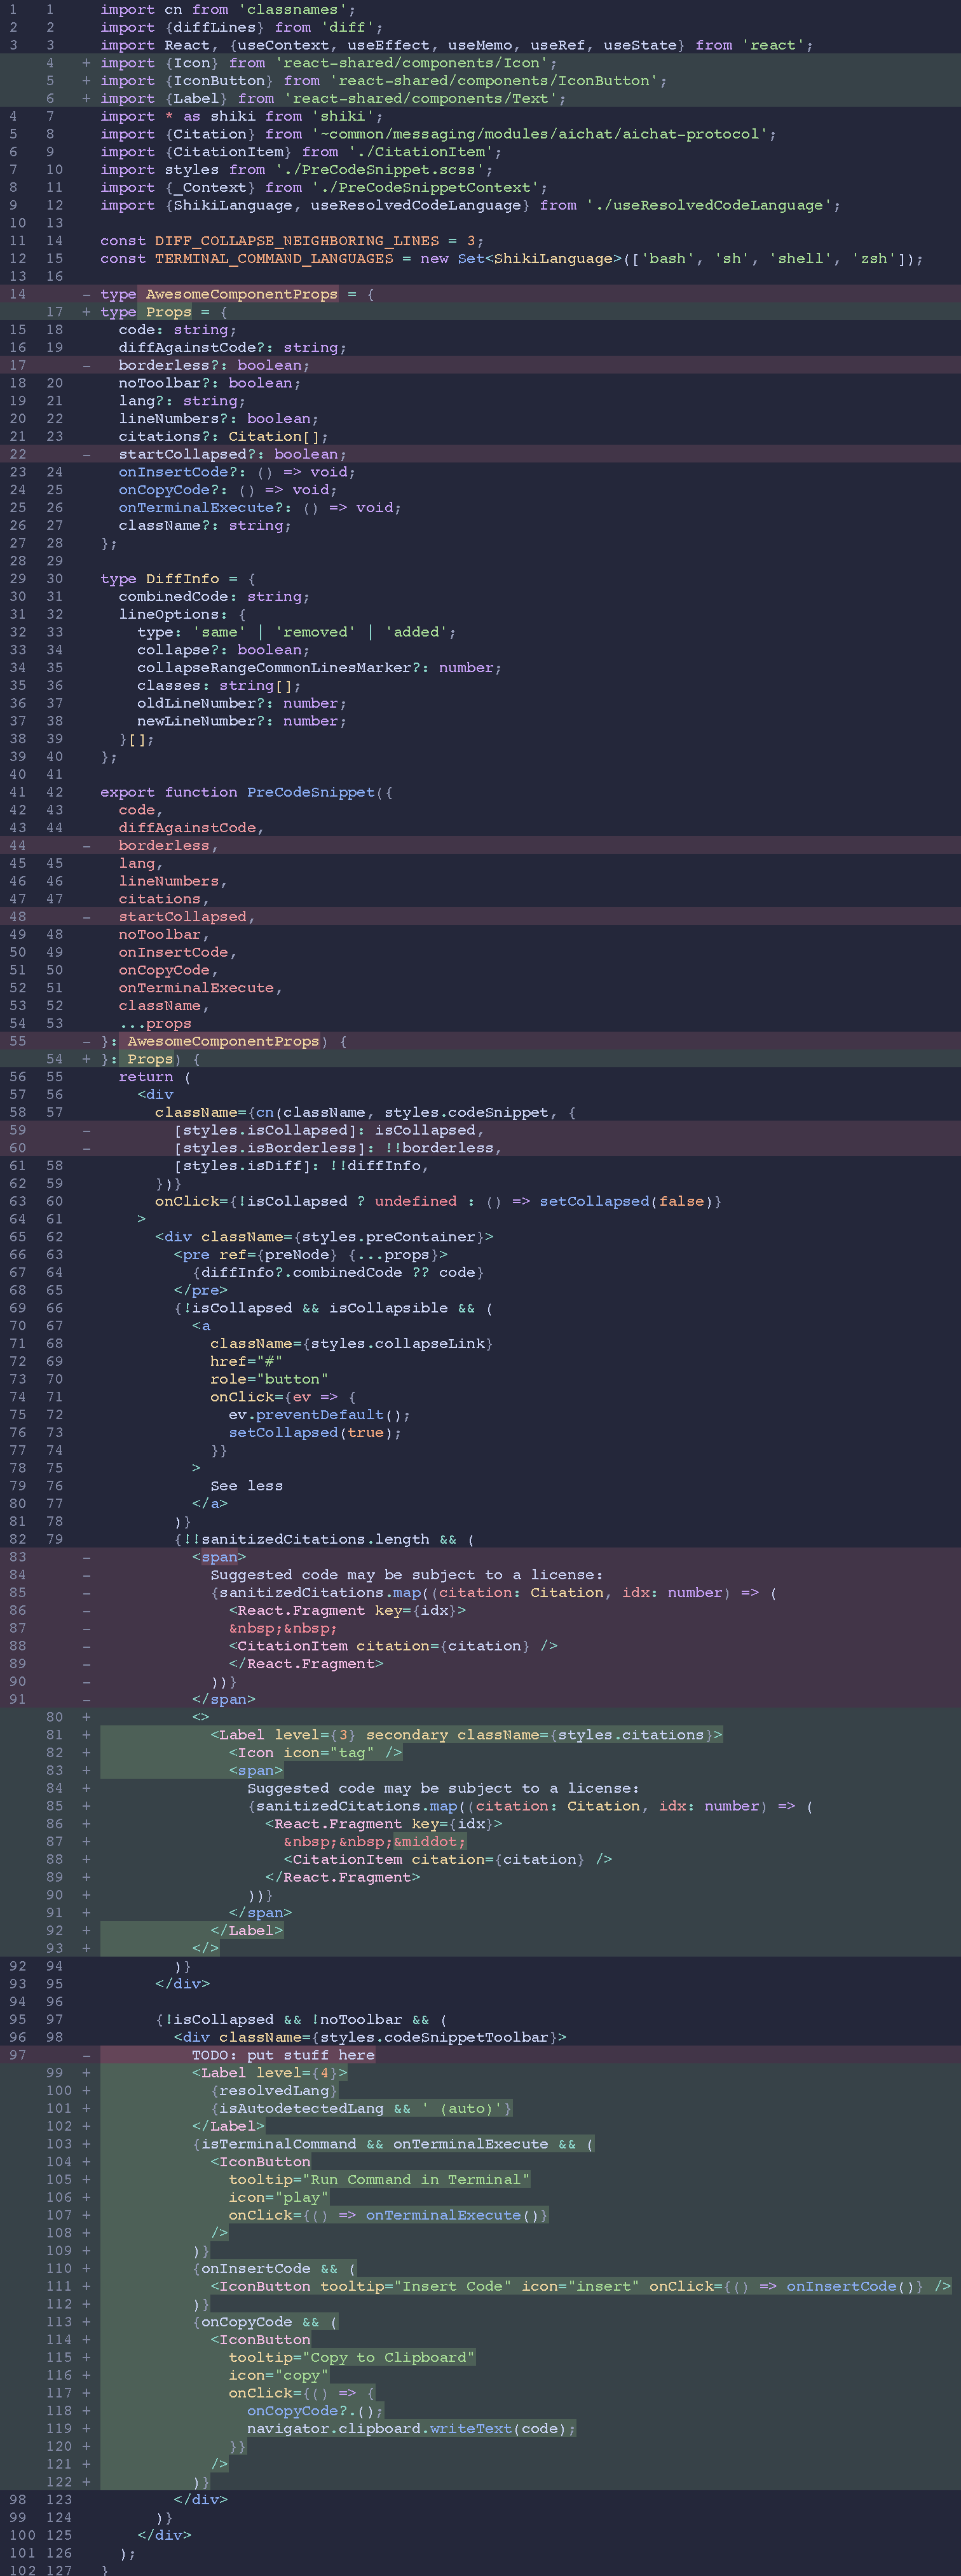 1 1 import cn from 'classnames';
2 2 import {diffLines} from 'diff';
3 3 import React, {useContext, useEffect, useMemo, useRef, useState} from 'react';
4 + import {Icon} from 'react-shared/components/Icon';
5 + import {IconButton} from 'react-shared/components/IconButton';
6 + import {Label} from 'react-shared/components/Text';
4 7 import * as shiki from 'shiki';
5 8 import {Citation} from '~common/messaging/modules/aichat/aichat-protocol';
6 9 import {CitationItem} from './CitationItem';
7 10 import styles from './PreCodeSnippet.scss';
8 11 import {_Context} from './PreCodeSnippetContext';
9 12 import {ShikiLanguage, useResolvedCodeLanguage} from './useResolvedCodeLanguage';
10 13
11 14 const DIFF_COLLAPSE_NEIGHBORING_LINES = 3;
12 15 const TERMINAL_COMMAND_LANGUAGES = new Set<ShikiLanguage>(['bash', 'sh', 'shell', 'zsh']);
13 16
14 - type AwesomeComponentProps = {
17 + type Props = {
15 18 code: string;
16 19 diffAgainstCode?: string;
17 - borderless?: boolean;
18 20 noToolbar?: boolean;
19 21 lang?: string;
20 22 lineNumbers?: boolean;
21 23 citations?: Citation[];
22 - startCollapsed?: boolean;
23 24 onInsertCode?: () => void;
24 25 onCopyCode?: () => void;
25 26 onTerminalExecute?: () => void;
26 27 className?: string;
27 28 };
28 29
29 30 type DiffInfo = {
30 31 combinedCode: string;
31 32 lineOptions: {
32 33 type: 'same' | 'removed' | 'added';
33 34 collapse?: boolean;
34 35 collapseRangeCommonLinesMarker?: number;
35 36 classes: string[];
36 37 oldLineNumber?: number;
37 38 newLineNumber?: number;
38 39 }[];
39 40 };
40 41
41 42 export function PreCodeSnippet({
42 43 code,
43 44 diffAgainstCode,
44 - borderless,
45 45 lang,
46 46 lineNumbers,
47 47 citations,
48 - startCollapsed,
49 48 noToolbar,
50 49 onInsertCode,
51 50 onCopyCode,
52 51 onTerminalExecute,
53 52 className,
54 53 ...props
55 - }: AwesomeComponentProps) {
54 + }: Props) {
56 55 return (
57 56 <div
58 57 className={cn(className, styles.codeSnippet, {
59 - [styles.isCollapsed]: isCollapsed,
60 - [styles.isBorderless]: !!borderless,
61 58 [styles.isDiff]: !!diffInfo,
62 59 })}
63 60 onClick={!isCollapsed ? undefined : () => setCollapsed(false)}
64 61 >
65 62 <div className={styles.preContainer}>
66 63 <pre ref={preNode} {...props}>
67 64 {diffInfo?.combinedCode ?? code}
68 65 </pre>
69 66 {!isCollapsed && isCollapsible && (
70 67 <a
71 68 className={styles.collapseLink}
72 69 href="#"
73 70 role="button"
74 71 onClick={ev => {
75 72 ev.preventDefault();
76 73 setCollapsed(true);
77 74 }}
78 75 >
79 76 See less
80 77 </a>
81 78 )}
82 79 {!!sanitizedCitations.length && (
83 - <span>
84 - Suggested code may be subject to a license:
85 - {sanitizedCitations.map((citation: Citation, idx: number) => (
86 - <React.Fragment key={idx}>
87 - &nbsp;&nbsp;
88 - <CitationItem citation={citation} />
89 - </React.Fragment>
90 - ))}
91 - </span>
80 + <>
81 + <Label level={3} secondary className={styles.citations}>
82 + <Icon icon="tag" />
83 + <span>
84 + Suggested code may be subject to a license:
85 + {sanitizedCitations.map((citation: Citation, idx: number) => (
86 + <React.Fragment key={idx}>
87 + &nbsp;&nbsp;&middot;
88 + <CitationItem citation={citation} />
89 + </React.Fragment>
90 + ))}
91 + </span>
92 + </Label>
93 + </>
92 94 )}
93 95 </div>
94 96
95 97 {!isCollapsed && !noToolbar && (
96 98 <div className={styles.codeSnippetToolbar}>
97 - TODO: put stuff here
99 + <Label level={4}>
100 + {resolvedLang}
101 + {isAutodetectedLang && ' (auto)'}
102 + </Label>
103 + {isTerminalCommand && onTerminalExecute && (
104 + <IconButton
105 + tooltip="Run Command in Terminal"
106 + icon="play"
107 + onClick={() => onTerminalExecute()}
108 + />
109 + )}
110 + {onInsertCode && (
111 + <IconButton tooltip="Insert Code" icon="insert" onClick={() => onInsertCode()} />
112 + )}
113 + {onCopyCode && (
114 + <IconButton
115 + tooltip="Copy to Clipboard"
116 + icon="copy"
117 + onClick={() => {
118 + onCopyCode?.();
119 + navigator.clipboard.writeText(code);
120 + }}
121 + />
122 + )}
98 123 </div>
99 124 )}
100 125 </div>
101 126 );
102 127 }